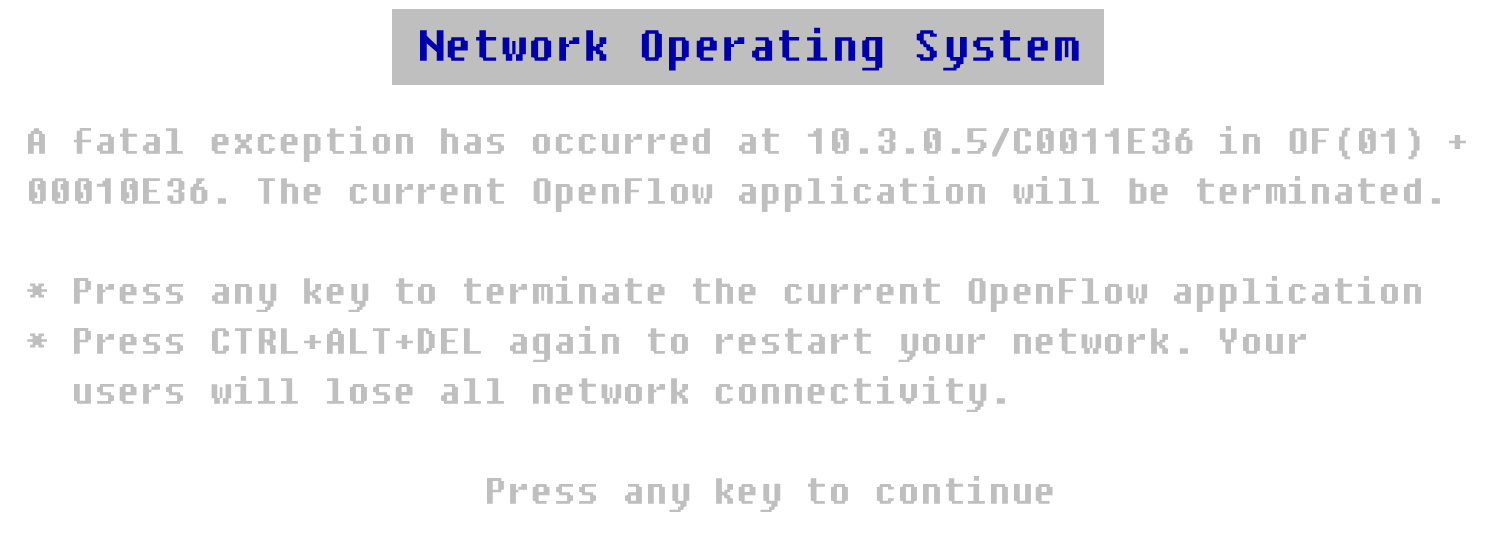 Network Operating System
A fatal exception has occurred at 10.3.0.5/C0011E36 in OF(01) +
00010E36. The current OpenFlow application will be terminated.
* Press any key to terminate the current OpenFlow application
* Press CTRL+ALT+DEL again to restart your network. Your
users will lose all network connectivity.
Press any key to continue